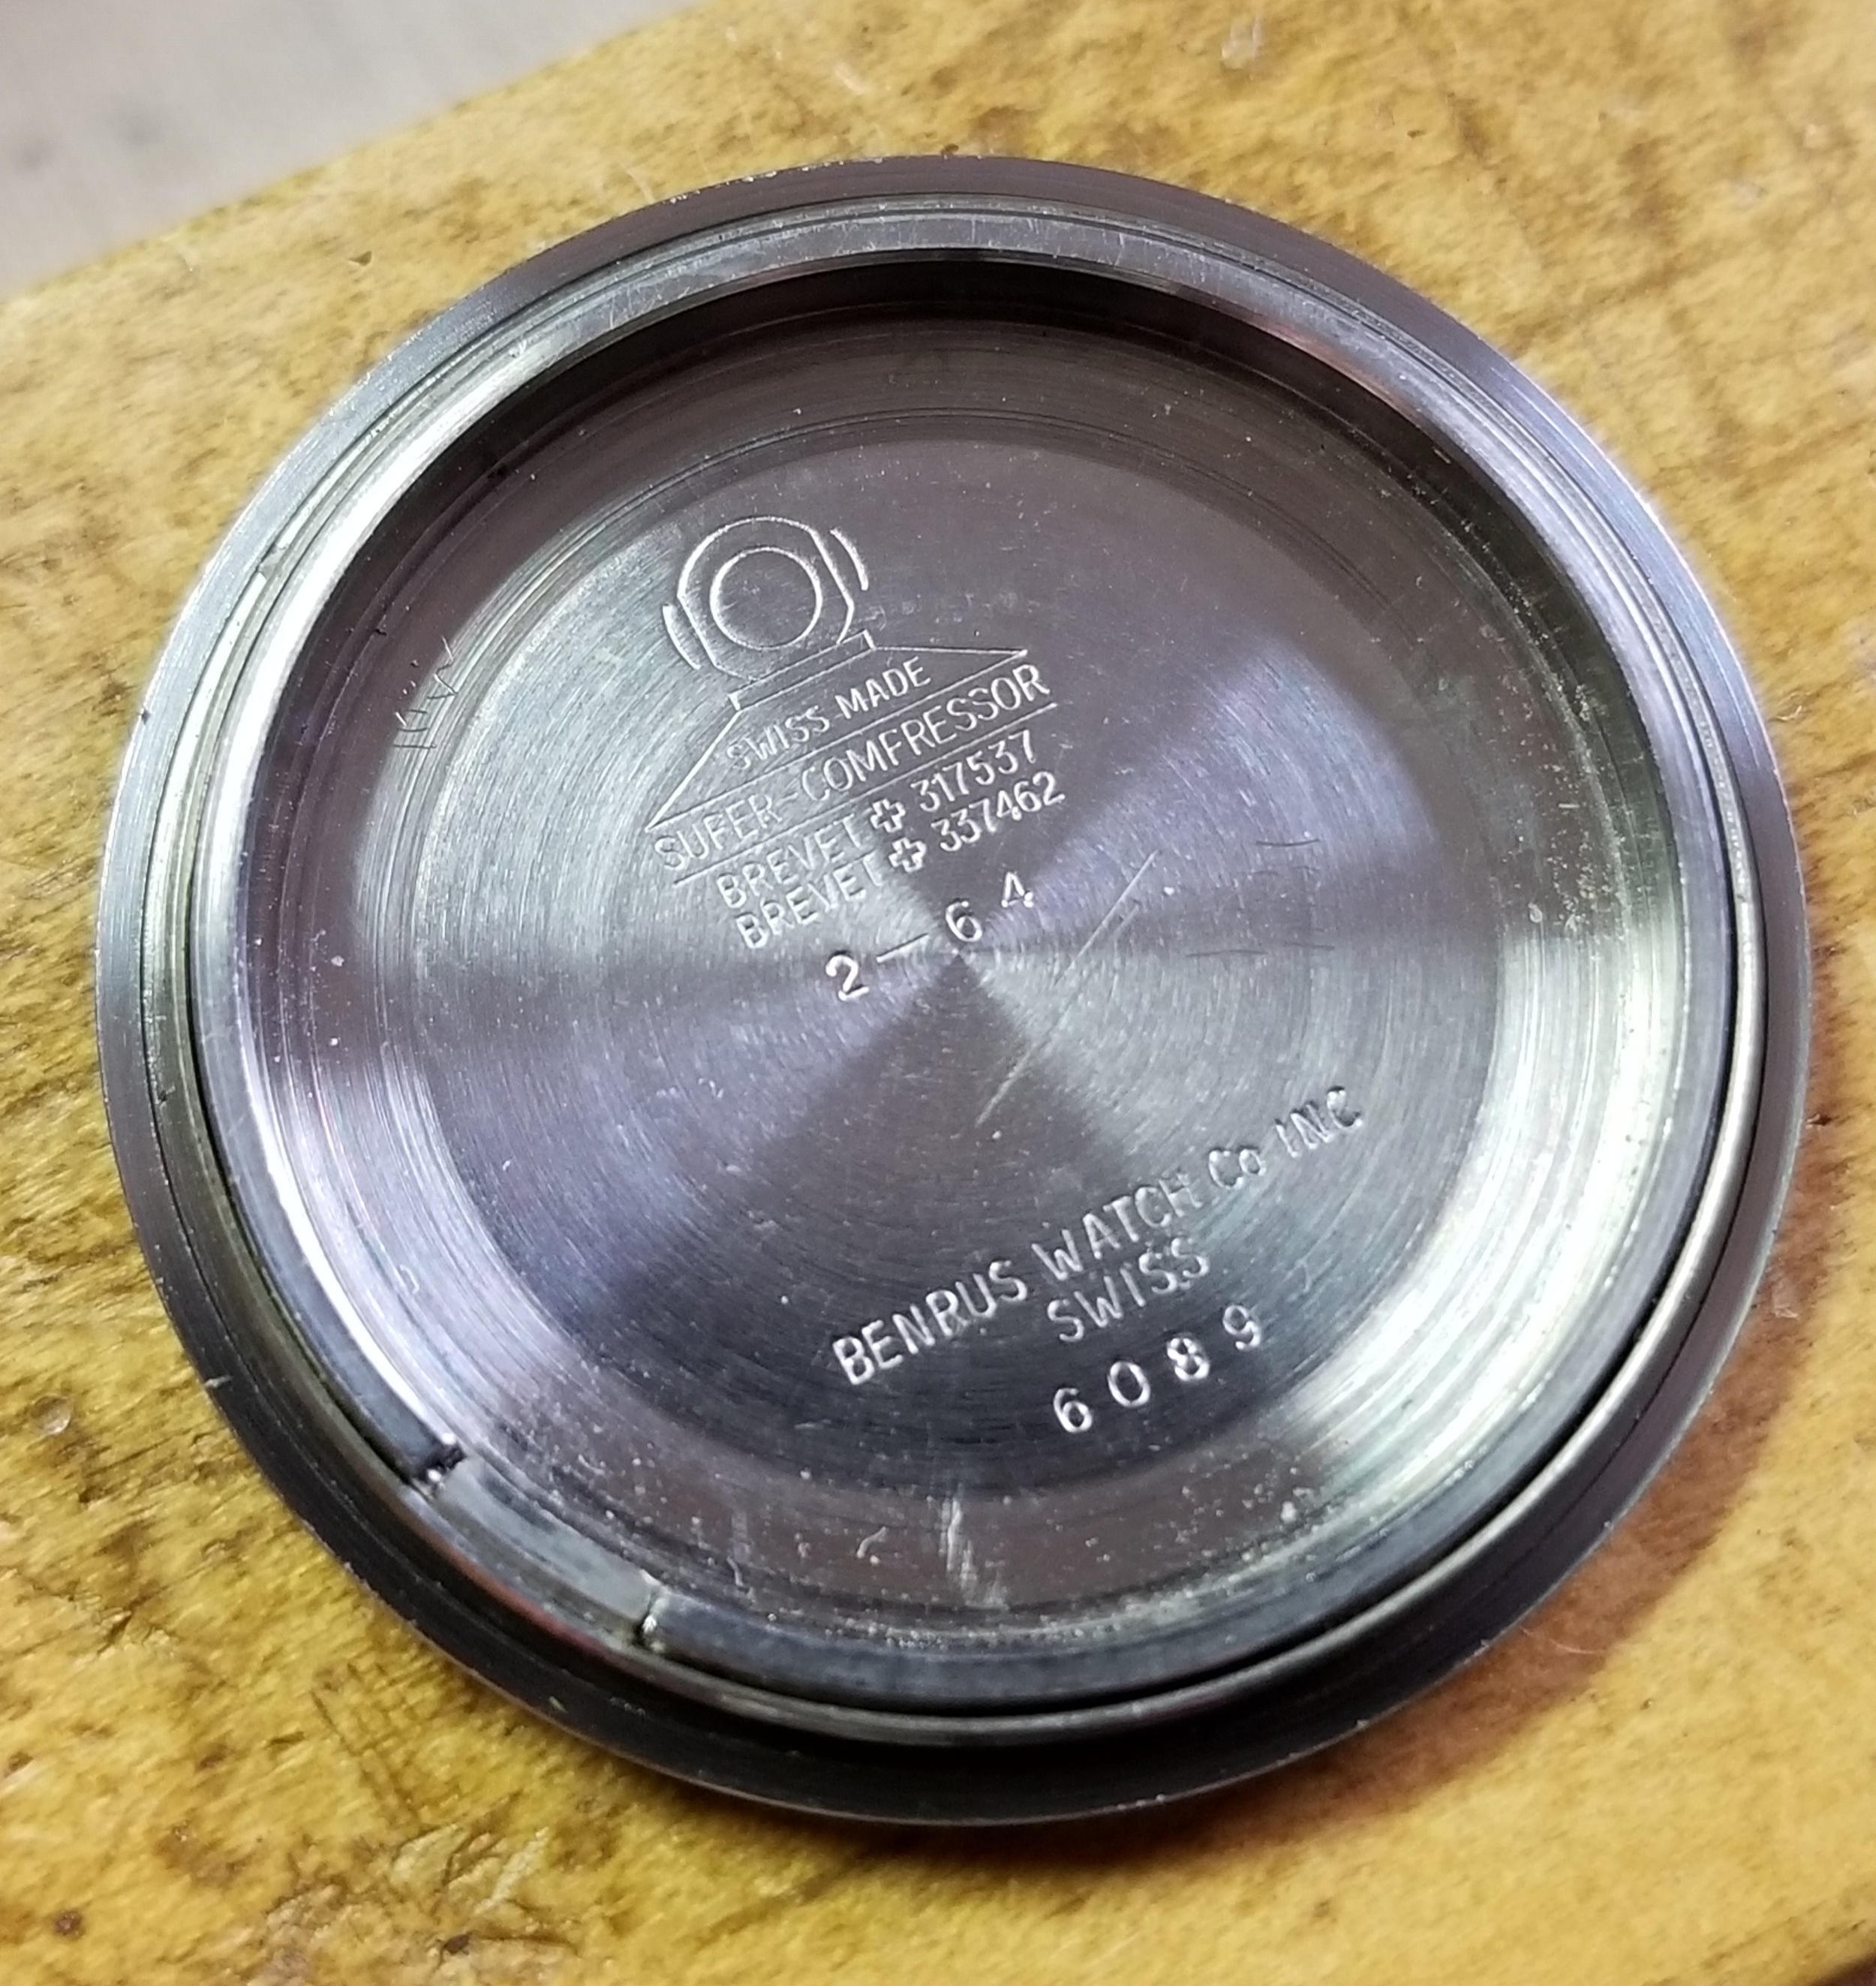 SWISS MADE
SUPER-COMPRESSOR
BREVET ✚ 317537
BREVET ✚ 337462
2—64
BENRUS WATCH Co INC
SWISS
6089